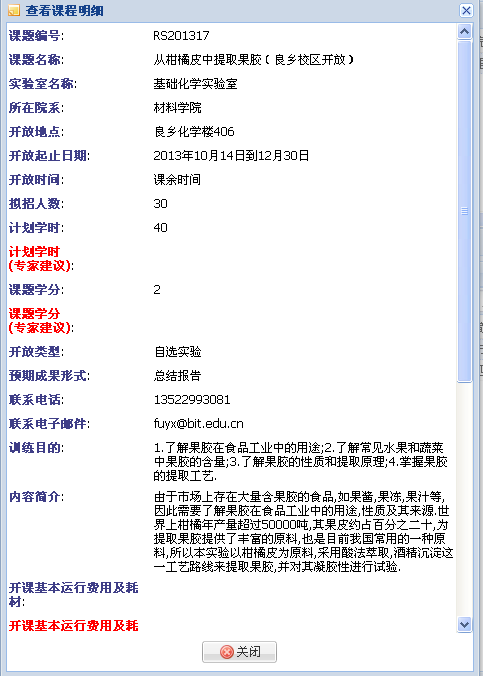 查看课程明细
课题编号: RS201317
课题名称: 从柑橘皮中提取果胶(良乡校区开放)
实验室名称: 基础化学实验室
所在院系: 材料学院
开放地点: 良乡化学楼406
开放起止日期: 2013年10月14日到12月30日
开放时间: 课余时间
拟招人数: 30
计划学时: 40
计划学时
(专家建议):
课题学分: 2
课题学分
(专家建议):
开放类型: 自选实验
预期成果形式: 总结报告
联系电话: 13522993081
联系电子邮件: fuyx@bit.edu.cn
训练目的: 1.了解果胶在食品工业中的用途;2.了解常见水果和蔬菜
中果胶的含量;3.了解果胶的性质和提取原理;4.掌握果胶
的提取工艺.
内容简介: 由于市场上存在大量含果胶的食品,如果酱,果冻,果汁等,
因此需要了解果胶在食品工业中的用途,性质及其来源.世
界上柑橘年产量超过50000吨,其果皮约占百分之二十,为
提取果胶提供了丰富的原料,也是目前我国常用的一种原
料,所以本实验以柑橘皮为原料,采用酸法萃取,酒精沉淀这
一工艺路线来提取果胶,并对其凝胶性进行试验.
开课基本运行费用及耗
材:
开课基本运行费用及耗
关闭